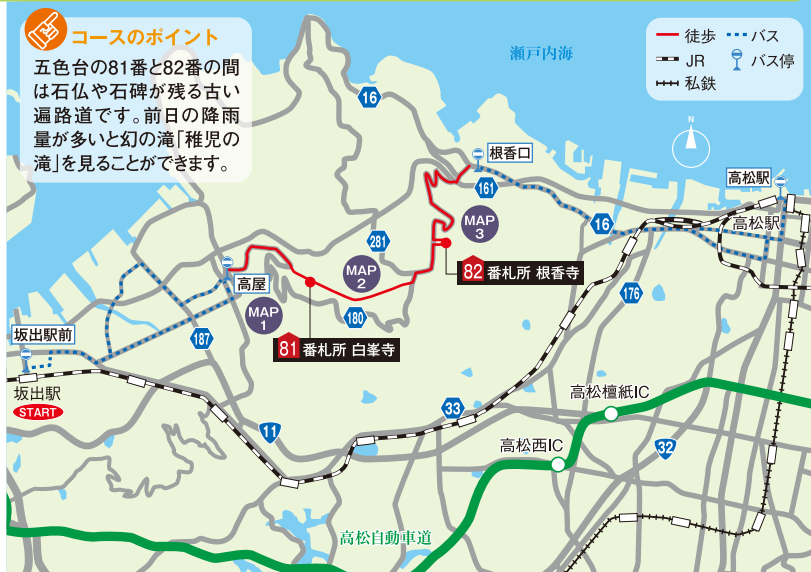 コースのポイント
五色台の81番と82番の間
は石仏や石碑が残る古い
遍路道です。前日の降雨
量が多いと幻の滝「稚児の
滝」を見ることができます。
瀬戸内海
徒歩
バス
JR
バス停
私鉄
N
16
根香口
161
高松駅
16
高松駅
MAP
3
281
82 番札所 根香寺
176
高屋
MAP
2
MAP
1
180
187
81 番札所 白峯寺
坂出駅前
坂出駅
START
11
33
高松檀紙IC
高松西IC
32
高松自動車道